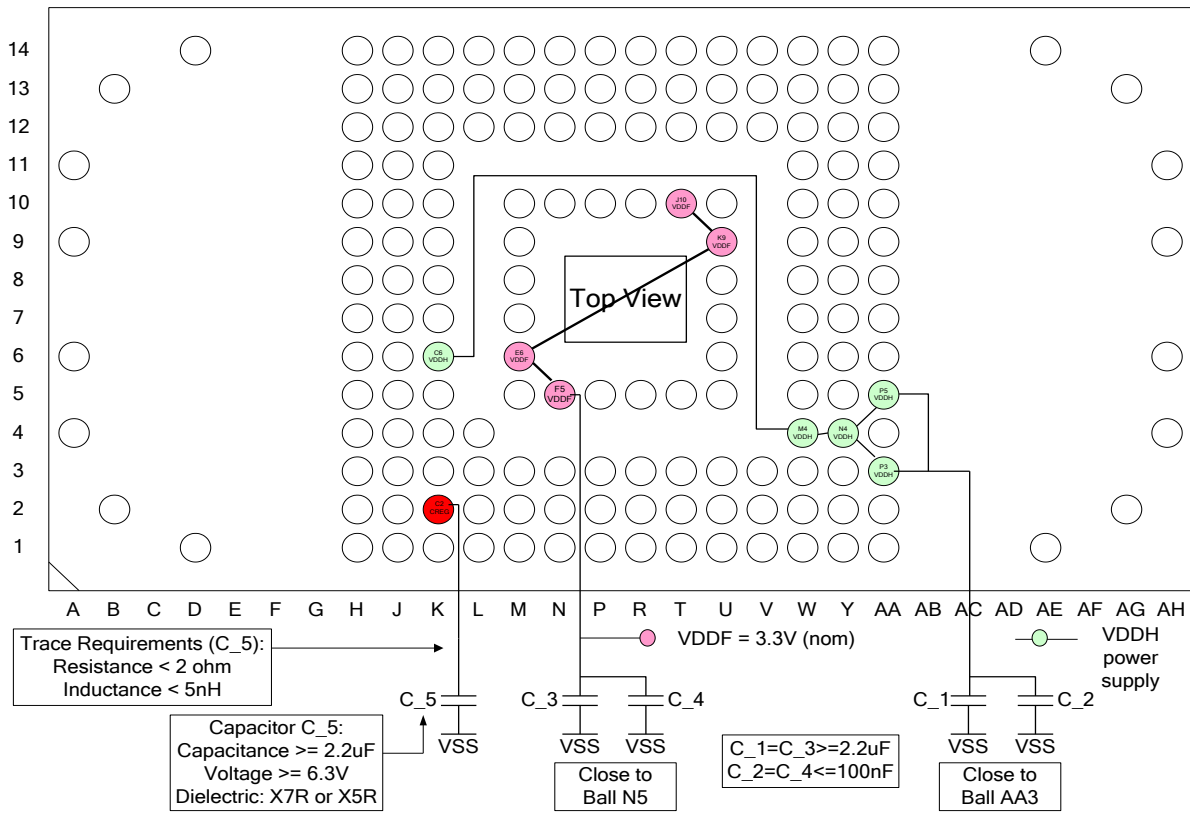 14
13
12
11
10
J10
VDDF
9
K9
VDDF
8
Top View
7
6
C6
VDDH
E6
VDDF
5
F5
VDDF
P5
VDDH
4
M4
VDDH
N4
VDDH
3
P3
VDDH
2
C2
CREG
1
A B C D E F G H J K L M N P R T U V W Y AA AB AC AD AE AF AG AH
Trace Requirements (C_5):
Resistance < 2 ohm
Inductance < 5nH
VDDF = 3.3V (nom)
VDDH
power
supply
C_5
C_3
C_4
C_1
C_2
Capacitor C_5:
Capacitance >= 2.2uF
Voltage >= 6.3V
Dielectric: X7R or X5R
VSS
VSS
VSS
C_1=C_3>=2.2uF
C_2=C_4<=100nF
VSS
VSS
Close to
Ball N5
Close to
Ball AA3